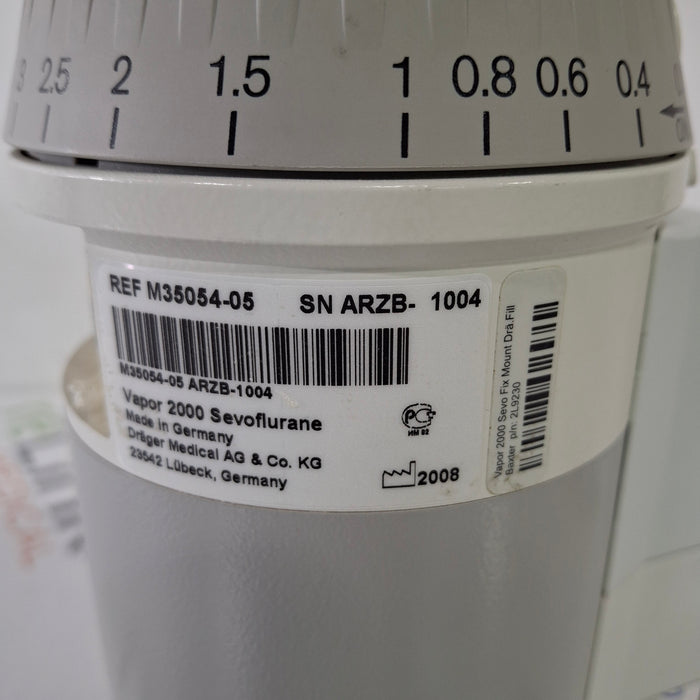 2.5 2 1.5 1 0.8 0.6 0.4
REF M35054-05 SN ARZB- 1004
M35054-05 ARZB-1004
Vapor 2000 Sevoflurane
Made in Germany
Dräger Medical AG & Co. KG
23542 Lübeck, Germany
2008
Vapor 2000 Sevo Fix Mount Drä.Fill
Baxter p/n: 2L9230